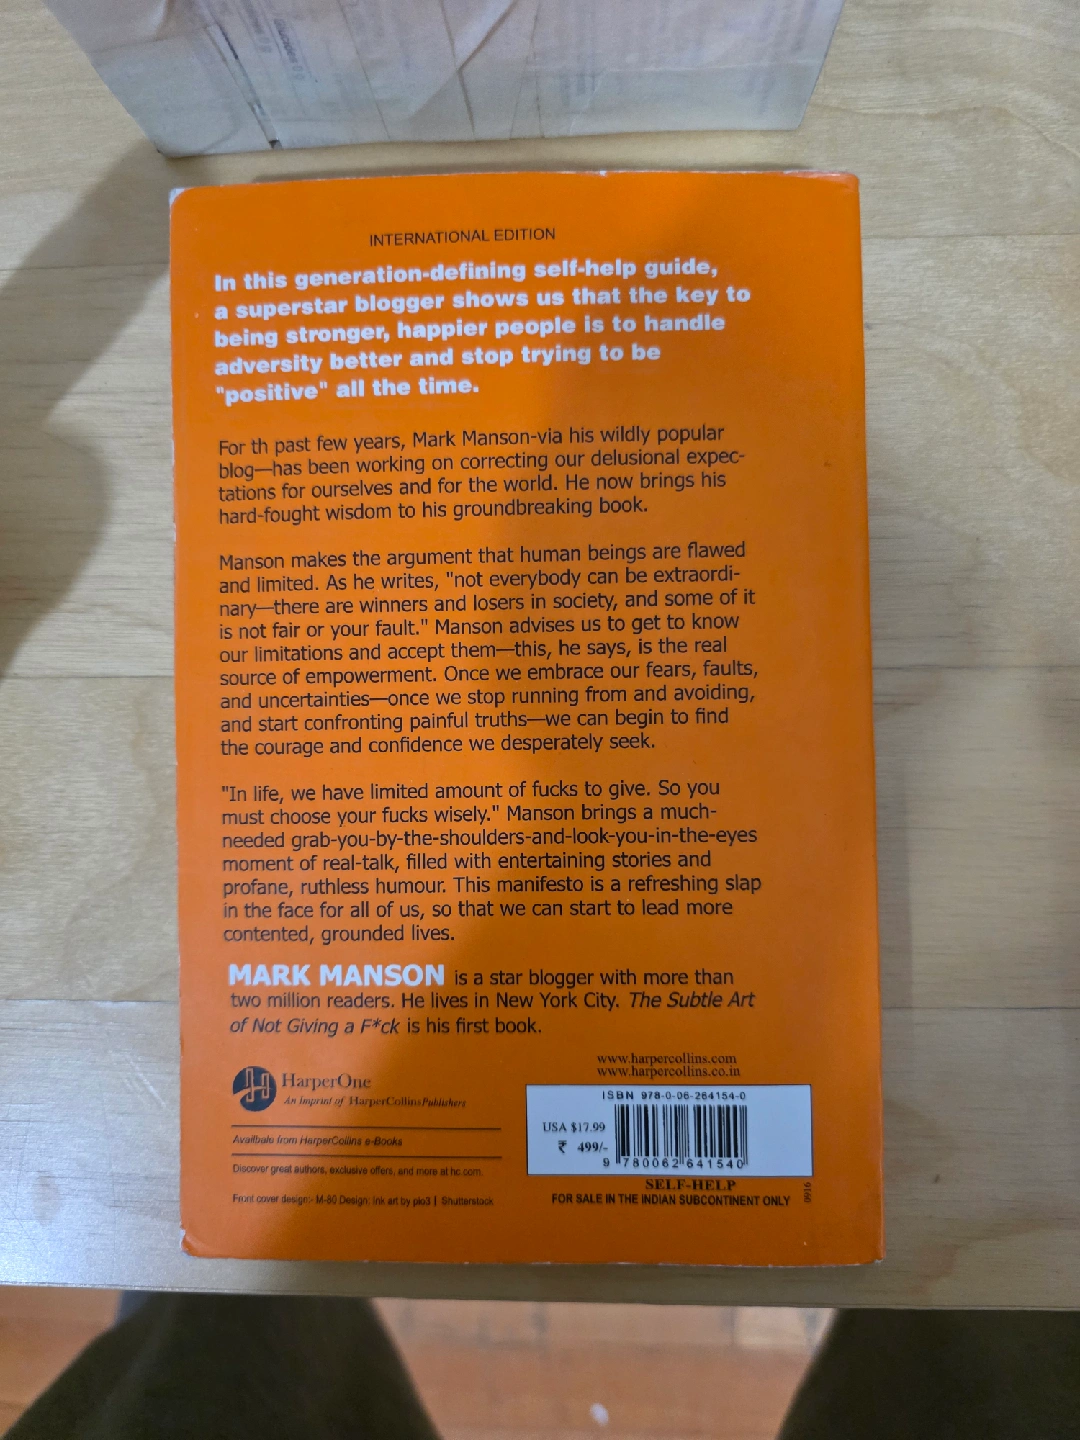 INTERNATIONAL EDITION
In this generation-defining self-help guide,
a superstar blogger shows us that the key to
being stronger, happier people is to handle
adversity better and stop trying to be
"positive" all the time.
For th past few years, Mark Manson-via his wildly popular
blog—has been working on correcting our delusional expec-
tations for ourselves and for the world. He now brings his
hard-fought wisdom to his groundbreaking book.
Manson makes the argument that human beings are flawed
and limited. As he writes, "not everybody can be extraordi-
nary—there are winners and losers in society, and some of it
is not fair or your fault." Manson advises us to get to know
our limitations and accept them—this, he says, is the real
source of empowerment. Once we embrace our fears, faults,
and uncertainties—once we stop running from and avoiding,
and start confronting painful truths—we can begin to find
the courage and confidence we desperately seek.
"In life, we have limited amount of fucks to give. So you
must choose your fucks wisely." Manson brings a much-
needed grab-you-by-the-shoulders-and-look-you-in-the-eyes
moment of real-talk, filled with entertaining stories and
profane, ruthless humour. This manifesto is a refreshing slap
in the face for all of us, so that we can start to lead more
contented, grounded lives.
MARK MANSON is a star blogger with more than
two million readers. He lives in New York City. The Subtle Art
of Not Giving a F*ck is his first book.
HarperOne
An Imprint of HarperCollinsPublishers
Availbale from HarperCollins e-Books
Discover great authors, exclusive offers, and more at hc.com.
Front cover design:- M-80 Design: Ink art by pio3 | Shutterstock
www.harpercollins.com
www.harpercollins.co.in
ISBN 978-0-06-264154-0
USA $17.99
₹ 499/-
9 780062 641540
SELF-HELP
FOR SALE IN THE INDIAN SUBCONTINENT ONLY
0916